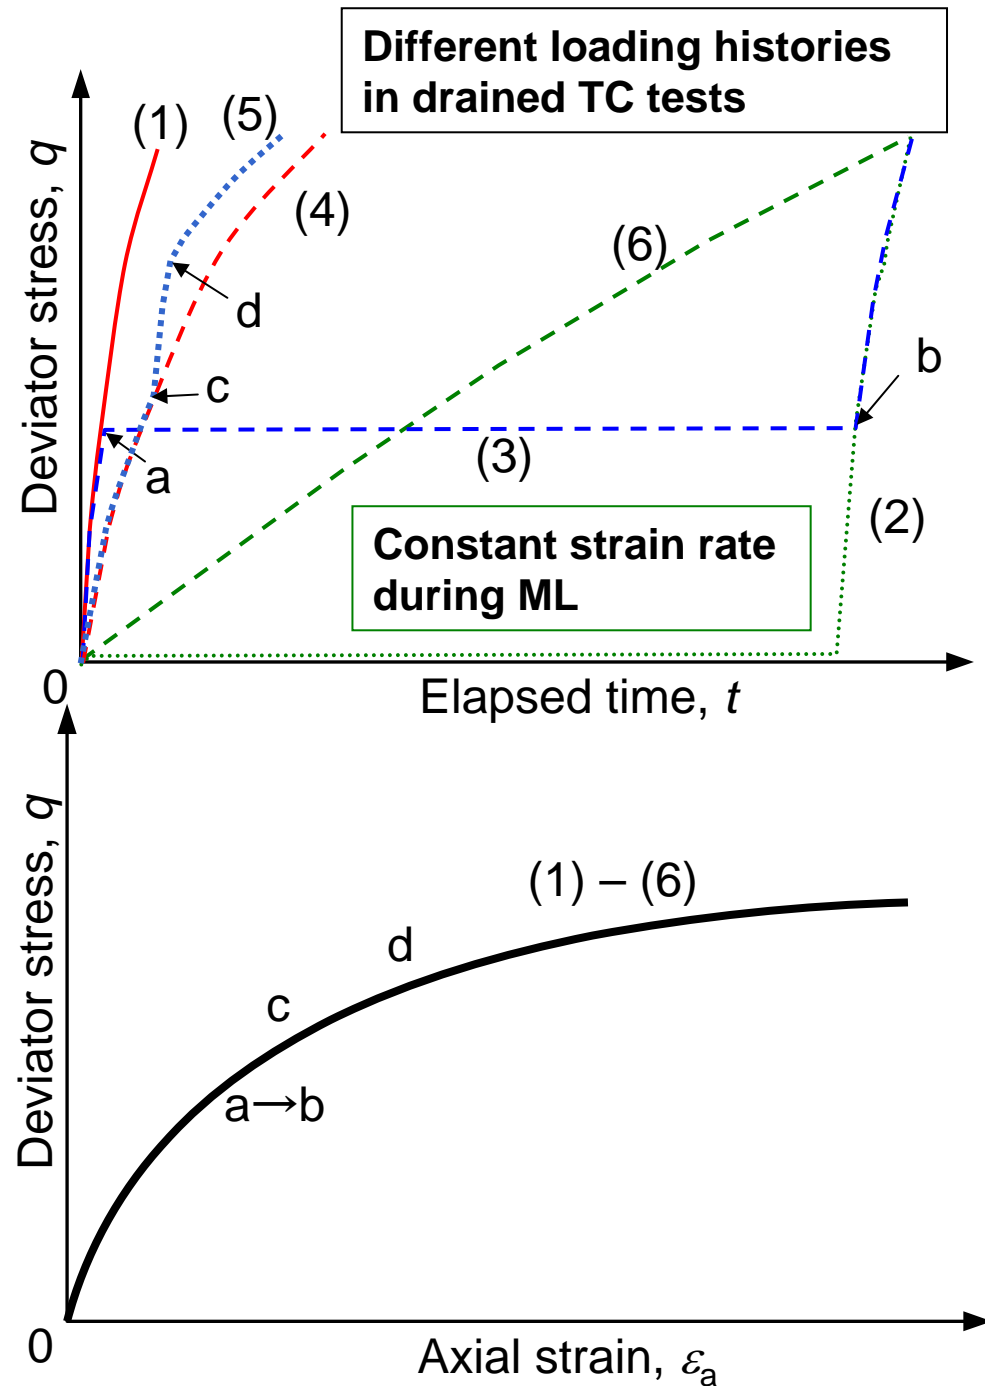 Different loading histories
in drained TC tests
(1)
(5)
(4)
(6)
d
c
b
a
(3)
(2)
Constant strain rate
during ML
Deviator stress, q
0
Elapsed time, t
(1) – (6)
d
c
a→b
Deviator stress, q
0
Axial strain, εa